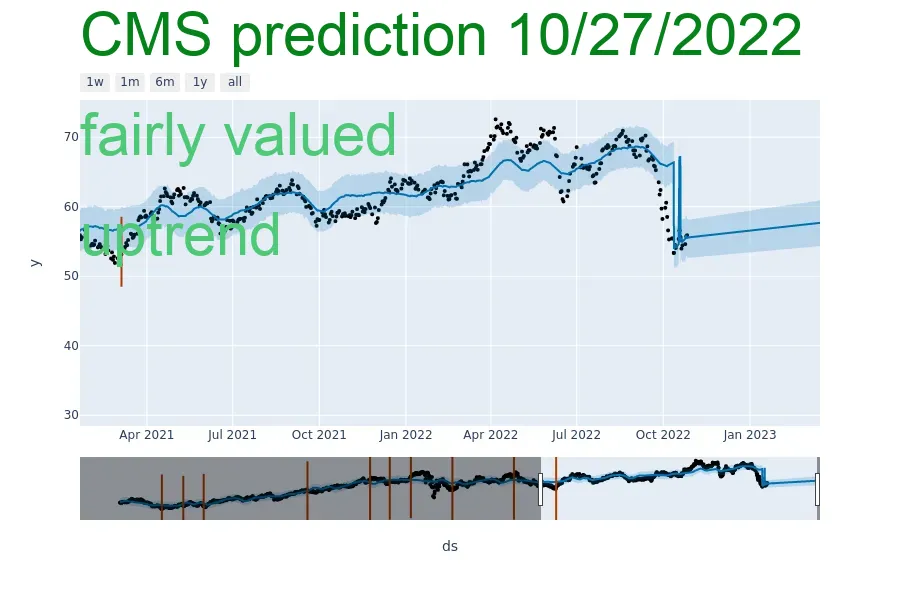 CMS prediction 10/27/2022
1w 1m 6m 1y all
fairly valued
uptrend
70
60
50
40
30
y
Apr 2021 Jul 2021 Oct 2021 Jan 2022 Apr 2022 Jul 2022 Oct 2022 Jan 2023
ds